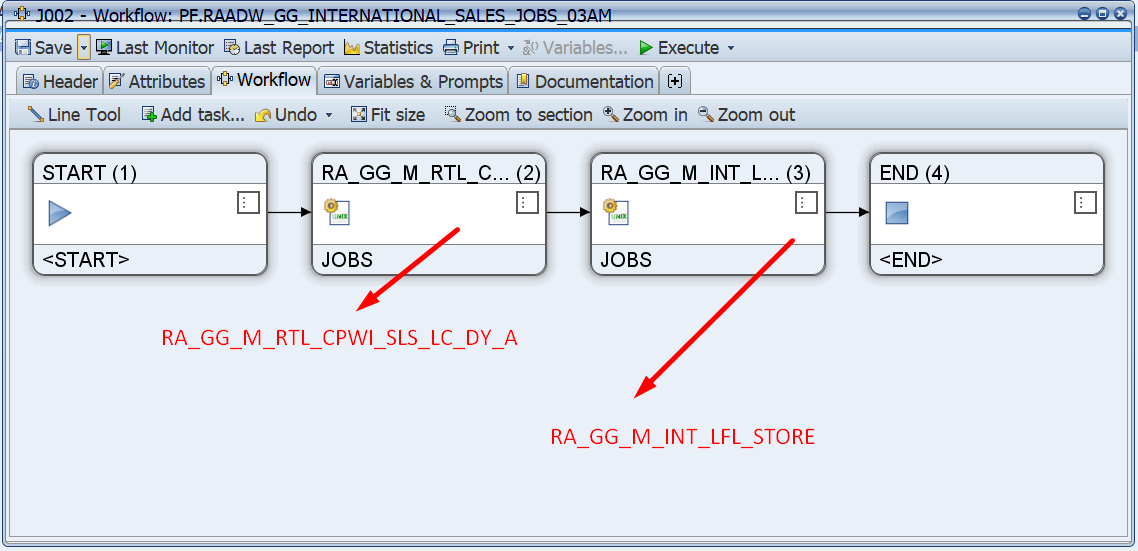 J002 - Workflow: PF.RAADW_GG_INTERNATIONAL_SALES_JOBS_03AM
Save Last Monitor Last Report Statistics Print Variables... Execute
Header Attributes Workflow Variables & Prompts Documentation [+]
Line Tool Add task... Undo Fit size Zoom to section Zoom in Zoom out
START (1) RA_GG_M_RTL_C... (2) RA_GG_M_INT_L... (3) END (4)
UNIX UNIX
<START> JOBS JOBS <END>
RA_GG_M_RTL_CPWI_SLS_LC_DY_A
RA_GG_M_INT_LFL_STORE